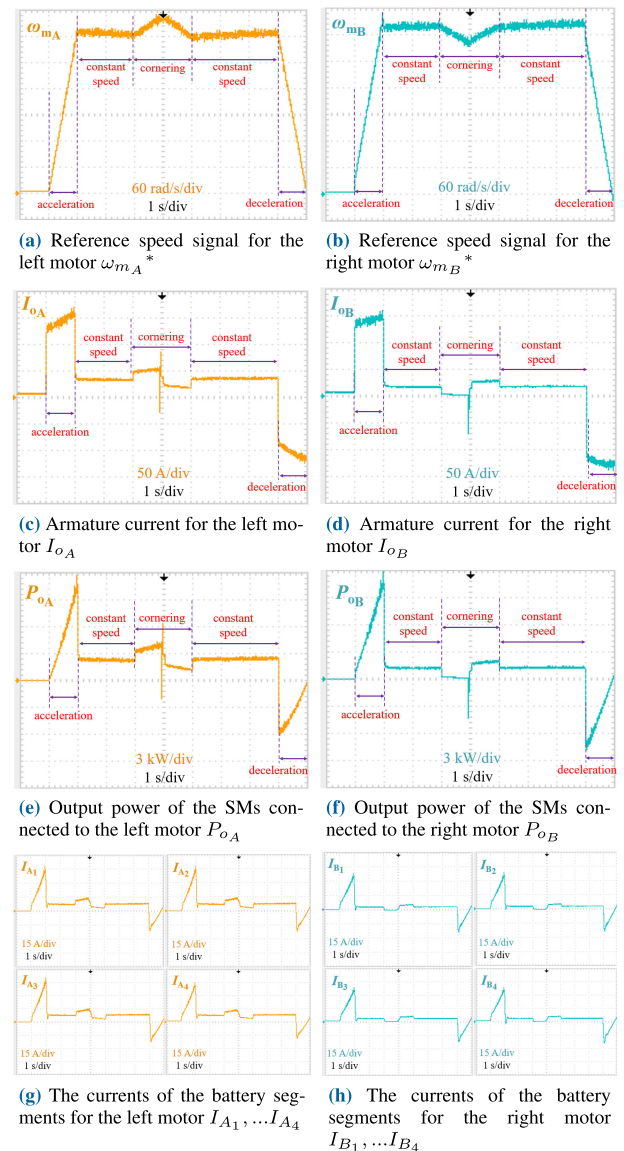 ωmA
constant speed
cornering
constant speed
60 rad/s/div
1 s/div
acceleration
deceleration
(a) Reference speed signal for the
left motor ωmA*
ωmB
constant speed
cornering
constant speed
60 rad/s/div
1 s/div
acceleration
deceleration
(b) Reference speed signal for the
right motor ωmB*
IoA
constant speed
cornering
constant speed
acceleration
50 A/div
1 s/div
deceleration
(c) Armature current for the left mo-
tor IoA
IoB
constant speed
cornering
constant speed
acceleration
50 A/div
1 s/div
deceleration
(d) Armature current for the right
motor IoB
PoA
constant speed
cornering
constant speed
acceleration
3 kW/div
1 s/div
deceleration
(e) Output power of the SMs con-
nected to the left motor PoA
PoB
constant speed
cornering
constant speed
acceleration
3 kW/div
1 s/div
deceleration
(f) Output power of the SMs con-
nected to the right motor PoB
IA1
15 A/div
1 s/div
IA2
15 A/div
1 s/div
IA3
15 A/div
1 s/div
IA4
15 A/div
1 s/div
(g) The currents of the battery seg-
ments for the left motor IA1, ...IA4
IB1
15 A/div
1 s/div
IB2
15 A/div
1 s/div
IB3
15 A/div
1 s/div
IB4
15 A/div
1 s/div
(h) The currents of the battery
segments for the right motor
IB1, ...IB4